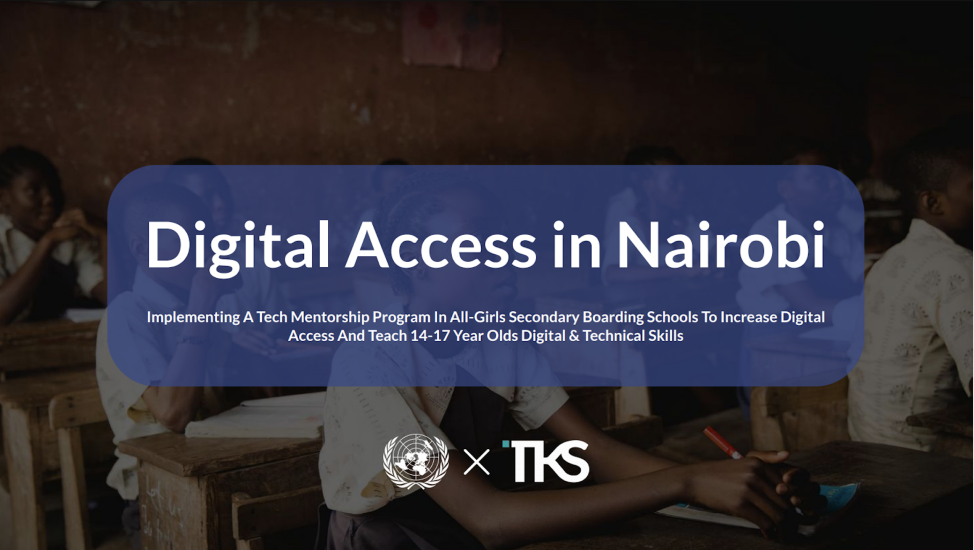 Digital Access in Nairobi
Implementing A Tech Mentorship Program In All-Girls Secondary Boarding Schools To Increase Digital
Access And Teach 14-17 Year Olds Digital & Technical Skills
TKS